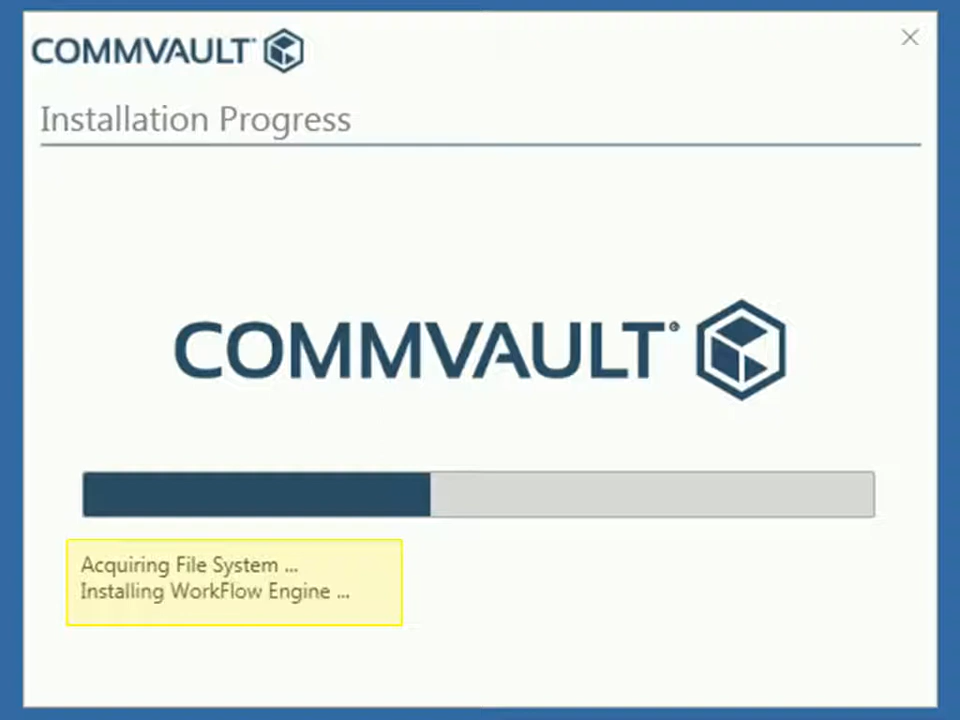 COMMVAULT
Installation Progress
COMMVAULT®
Acquiring File System ...
Installing WorkFlow Engine ...